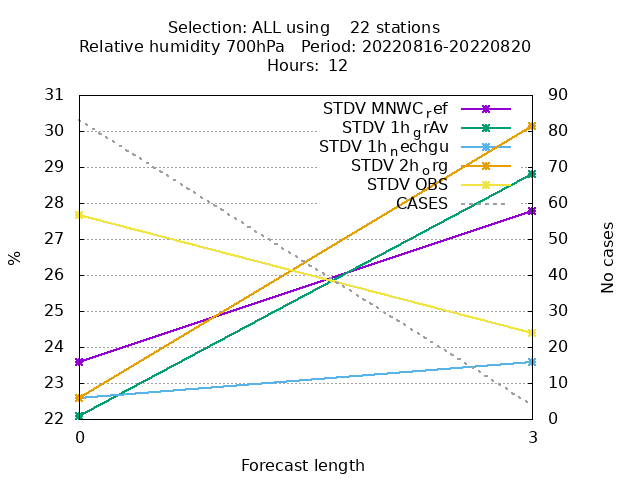 Selection: ALL using    22 stations
Relative humidity 700hPa   Period: 20220816-20220820
Hours:  12
STDV MNWC_ref
STDV 1h_grAv
STDV 1h_nechgu
STDV 2h_org
STDV OBS
CASES
31
30
29
28
27
26
25
24
23
22
%
90
80
70
60
50
40
30
20
10
0
No cases
0
3
Forecast length